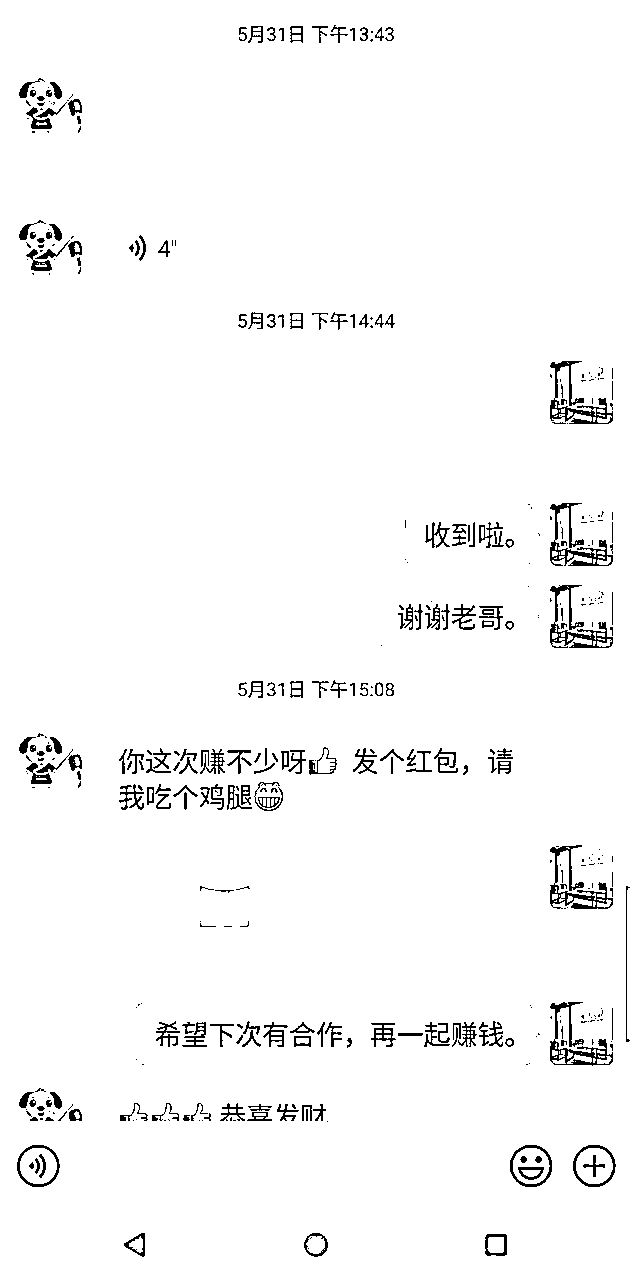 5月31日 下午13:43
4"
5月31日 下午14:44
收到啦。
谢谢老哥。
5月31日 下午15:08
你这次赚不少呀👍 发个红包，请
我吃个鸡腿😁
希望下次有合作，再一起赚钱。
👍👍👍 恭喜发财